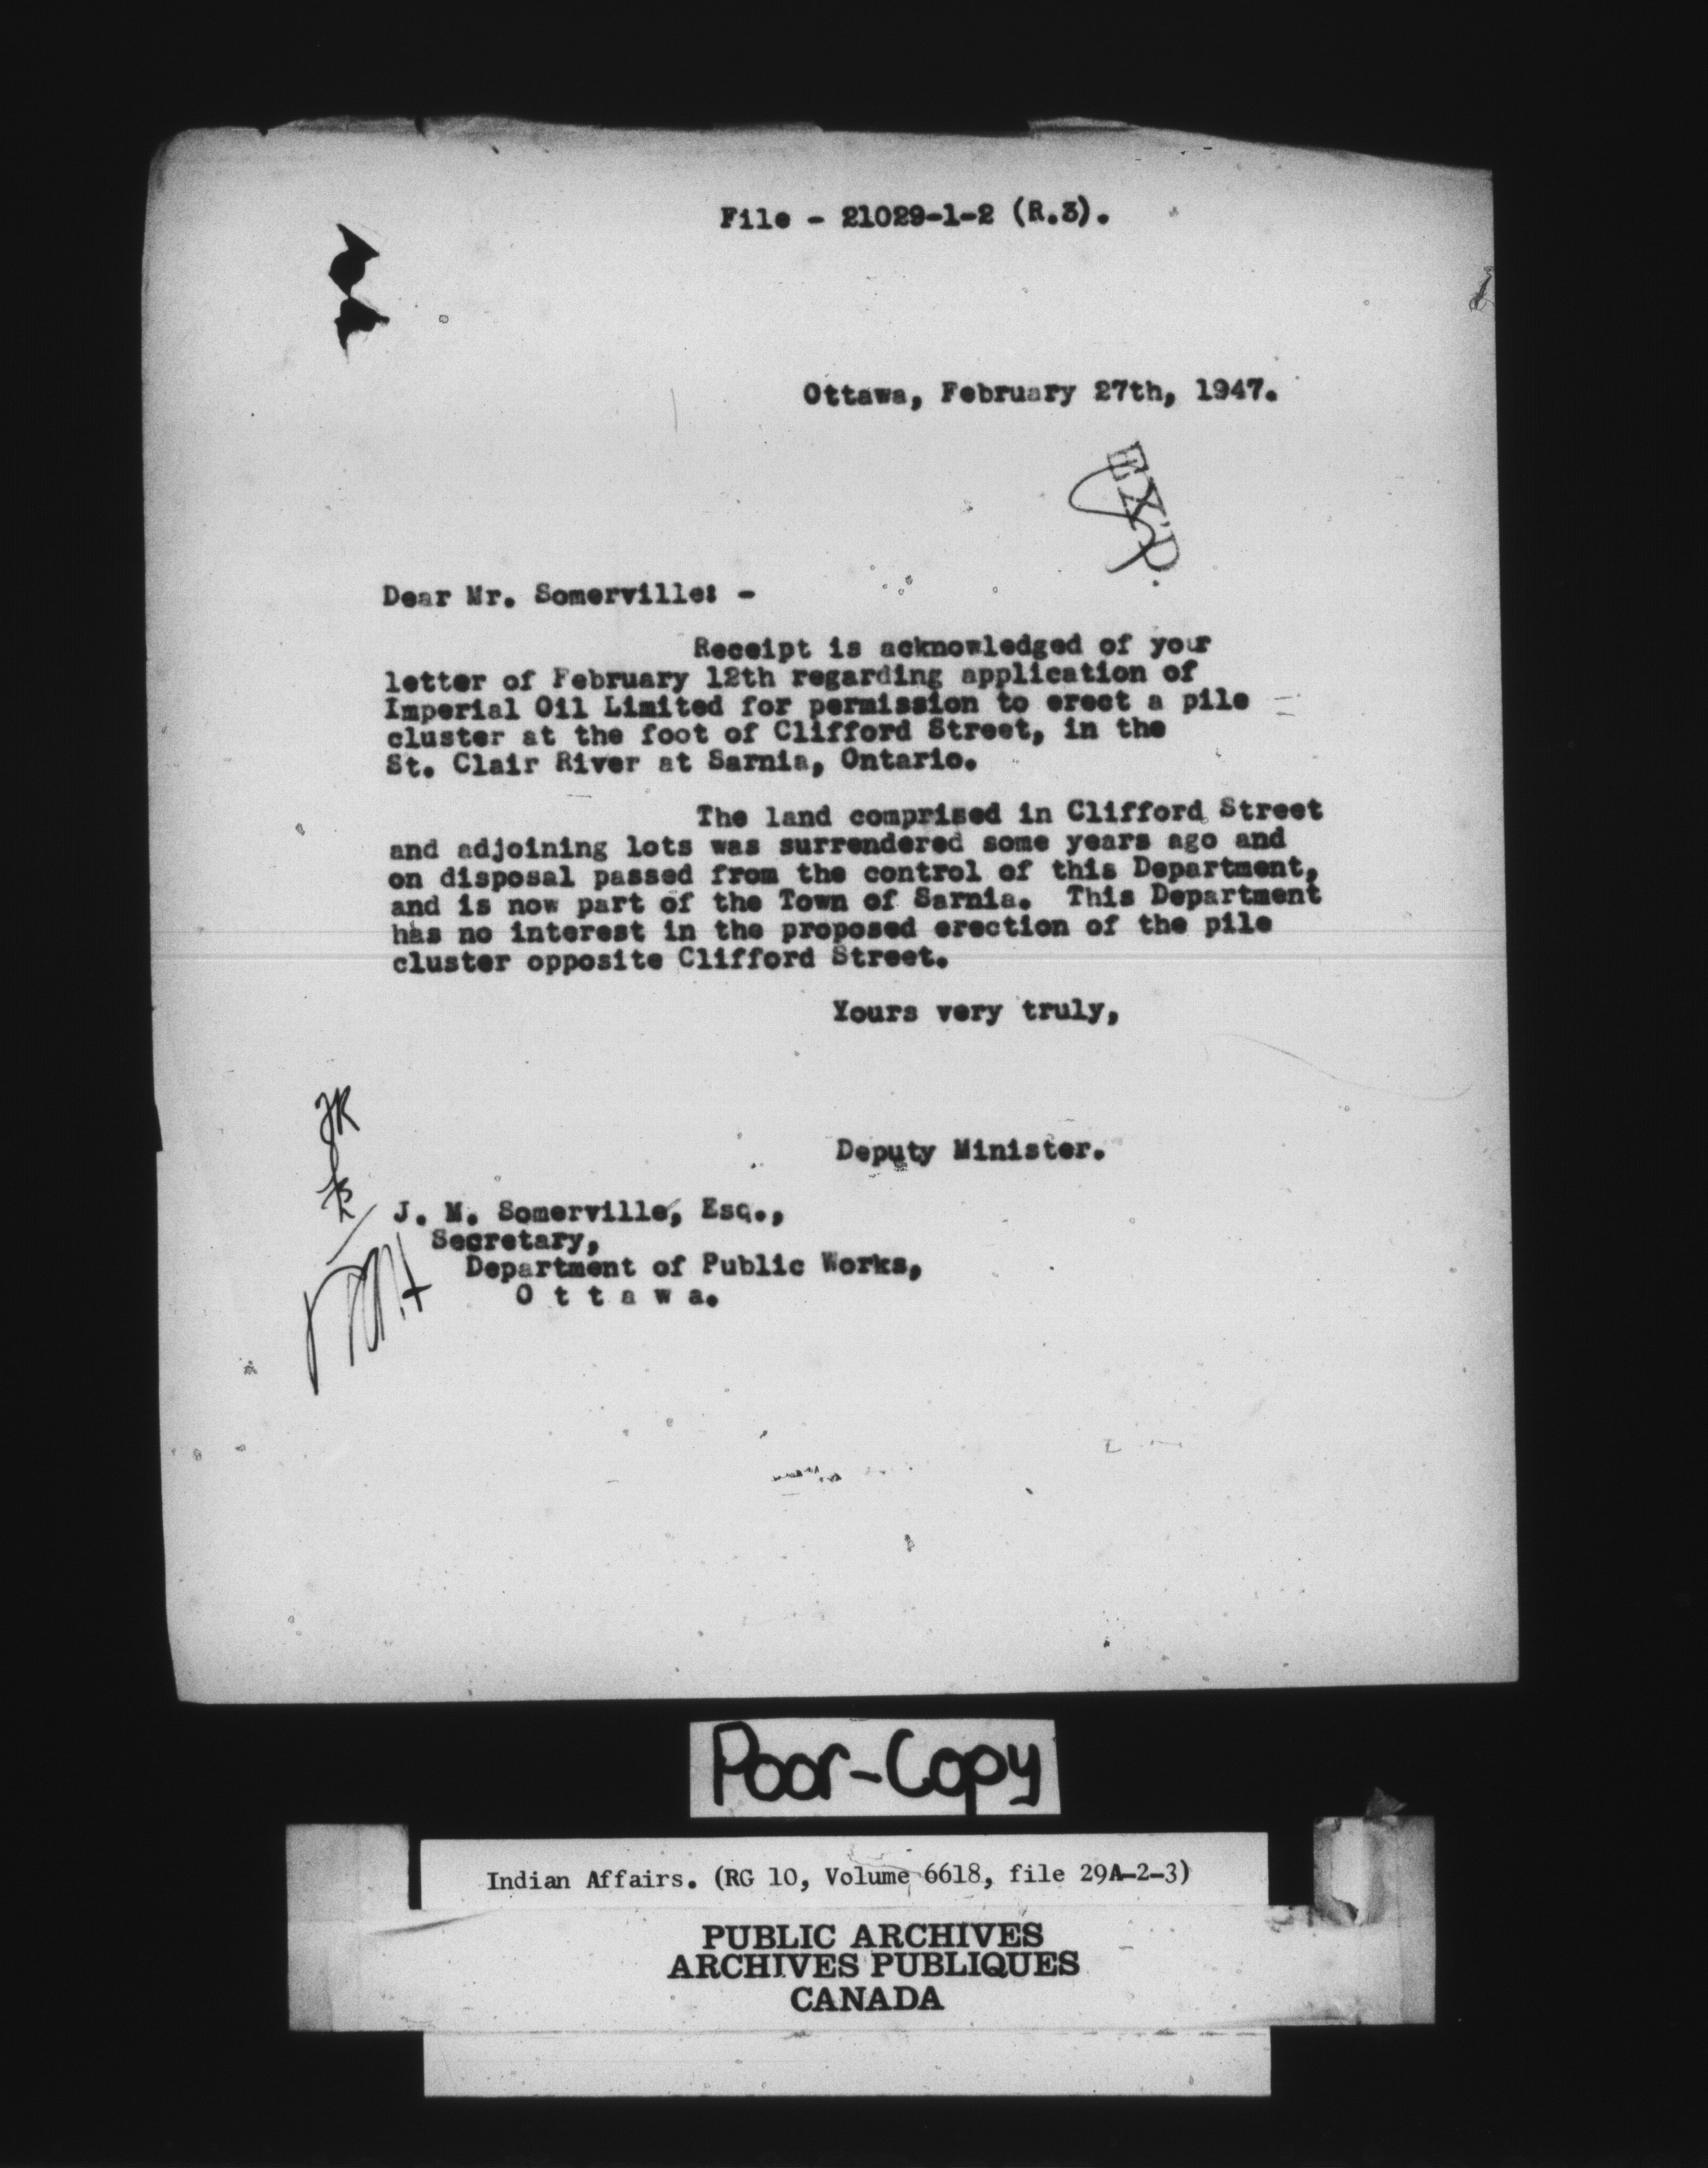 File - 21029-1-2 (R.3).
Ottawa, February 27th, 1947.
EX'D.
Dear Mr. Somerville: -
Receipt is acknowledged of your
letter of February 12th regarding application of
Imperial Oil Limited for permission to erect a pile
cluster at the foot of Clifford Street, in the
St. Clair River at Sarnia, Ontario.
The land comprised in Clifford Street
and adjoining lots was surrendered some years ago and
on disposal passed from the control of this Department,
and is now part of the Town of Sarnia. This Department
has no interest in the proposed erection of the pile
cluster opposite Clifford Street.
Yours very truly,
Deputy Minister.
J. M. Somerville, Esq.,
Secretary,
Department of Public Works,
O t t a w a.
Poor-Copy
Indian Affairs. (RG 10, Volume 6618, file 29A-2-3)
PUBLIC ARCHIVES
ARCHIVES PUBLIQUES
CANADA